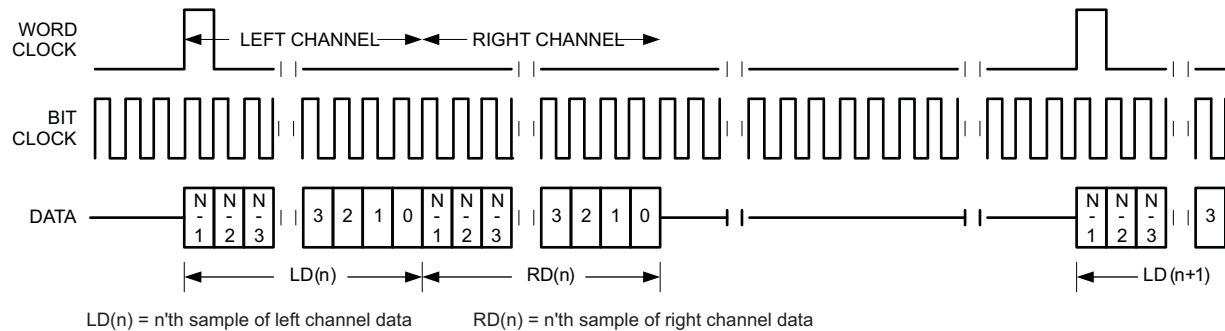 WORD
CLOCK
LEFT CHANNEL
RIGHT CHANNEL
BIT
CLOCK
DATA
N
-
1
N
-
2
N
-
3
3
2
1
0
N
-
1
N
-
2
N
-
3
3
2
1
0
N
-
1
N
-
2
N
-
3
3
LD(n)
RD(n)
LD (n+1)
LD(n) = n'th sample of left channel data
RD(n) = n'th sample of right channel data